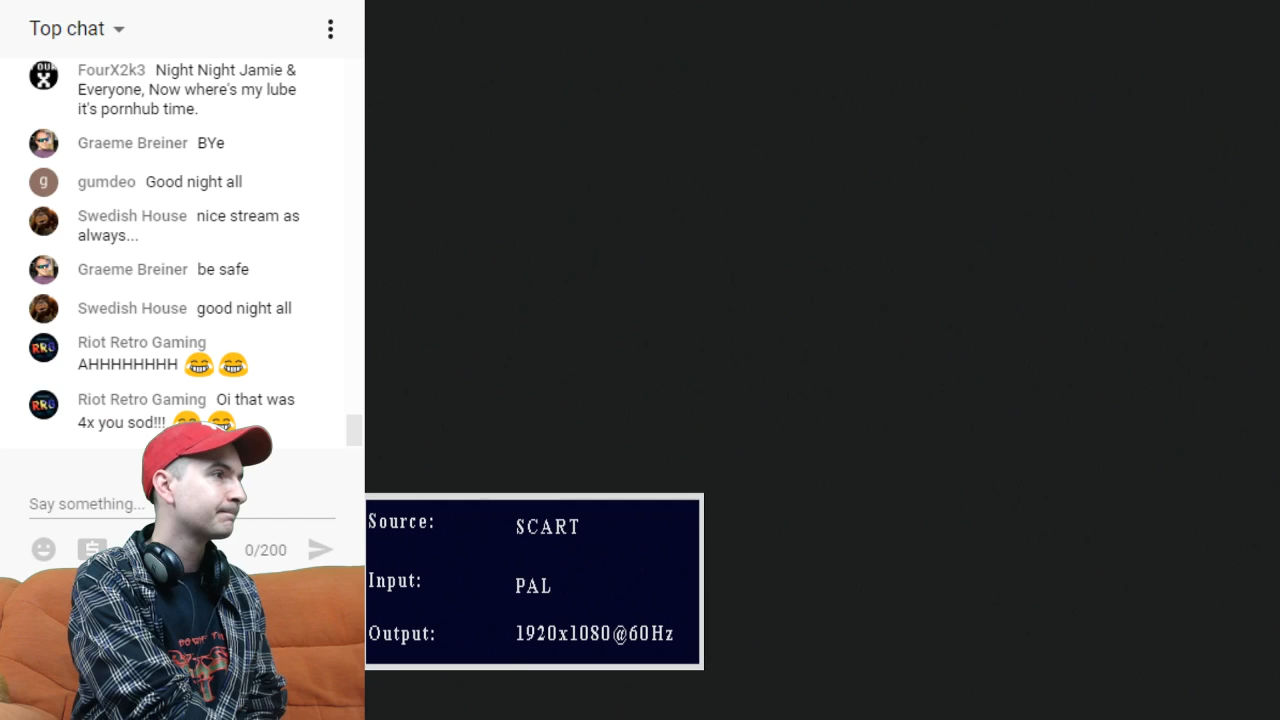 Top chat
FourX2k3 Night Night Jamie &
Everyone, Now where's my lube
it's pornhub time.
Graeme Breiner BYe
g
gumdeo Good night all
Swedish House nice stream as
always...
Graeme Breiner be safe
Swedish House good night all
RRG
Riot Retro Gaming
AHHHHHHHH
RRG
Riot Retro Gaming Oi that was
4x you sod!!!
Say something...
0/200
Source: SCART
Input: PAL
Output: 1920x1080@60Hz